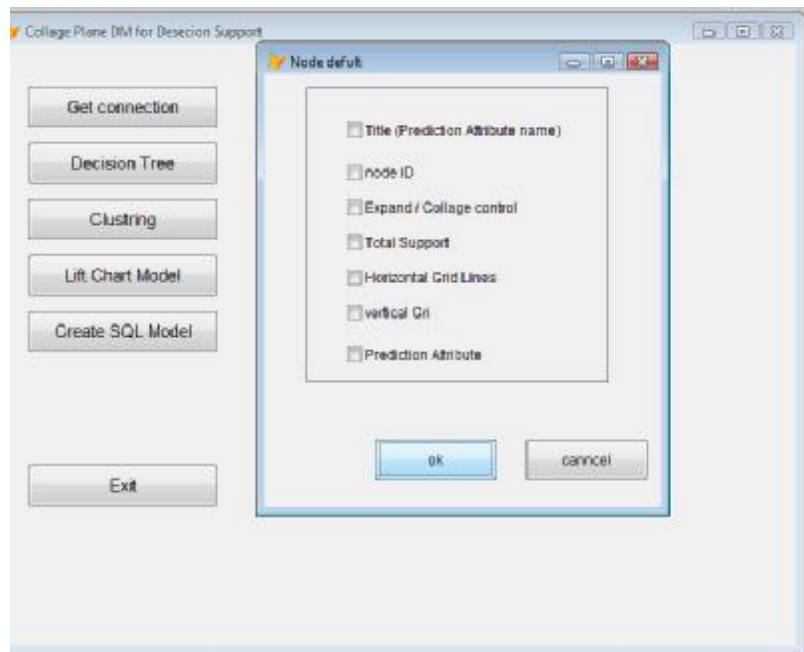 Collage Plane DM for Desecion Support
Node defult
Get connection
Decision Tree
Clustring
Lift Chart Model
Create SQL Model
Exit
Title (Prediction Attribute name)
node ID
Expand / Collage control
Total Support
Horizontal Grid Lines
vertical Gri
Prediction Attribute
ok
canncel